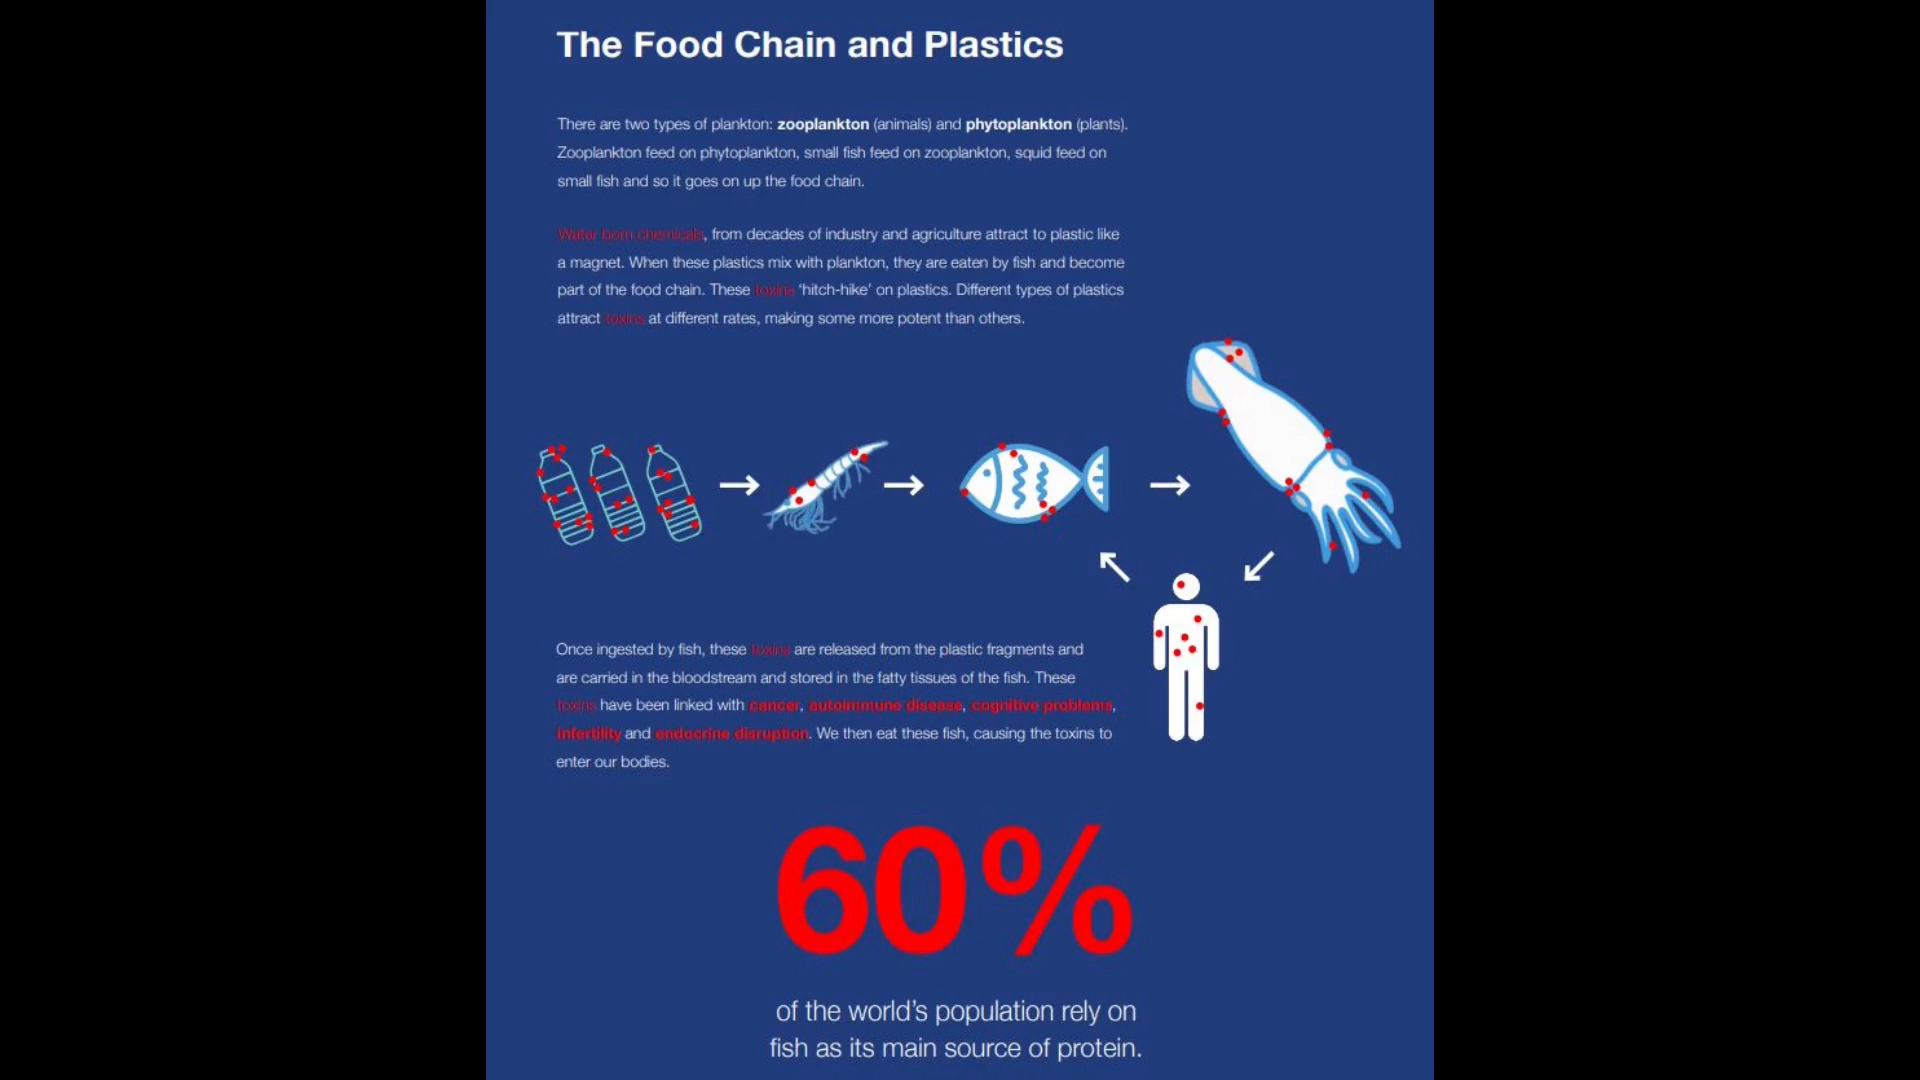 The Food Chain and Plastics
There are two types of plankton: zooplankton (animals) and phytoplankton (plants).
Zooplankton feed on phytoplankton, small fish feed on zooplankton, squid feed on
small fish and so it goes on up the food chain.
Water born chemicals, from decades of industry and agriculture attract to plastic like
a magnet. When these plastics mix with plankton, they are eaten by fish and become
part of the food chain. These toxins ‘hitch-hike’ on plastics. Different types of plastics
attract toxins at different rates, making some more potent than others.
Once ingested by fish, these toxins are released from the plastic fragments and
are carried in the bloodstream and stored in the fatty tissues of the fish. These
toxins have been linked with cancer, autoimmune disease, cognitive problems,
infertility and endocrine disruption. We then eat these fish, causing the toxins to
enter our bodies.
60%
of the world’s population rely on
fish as its main source of protein.